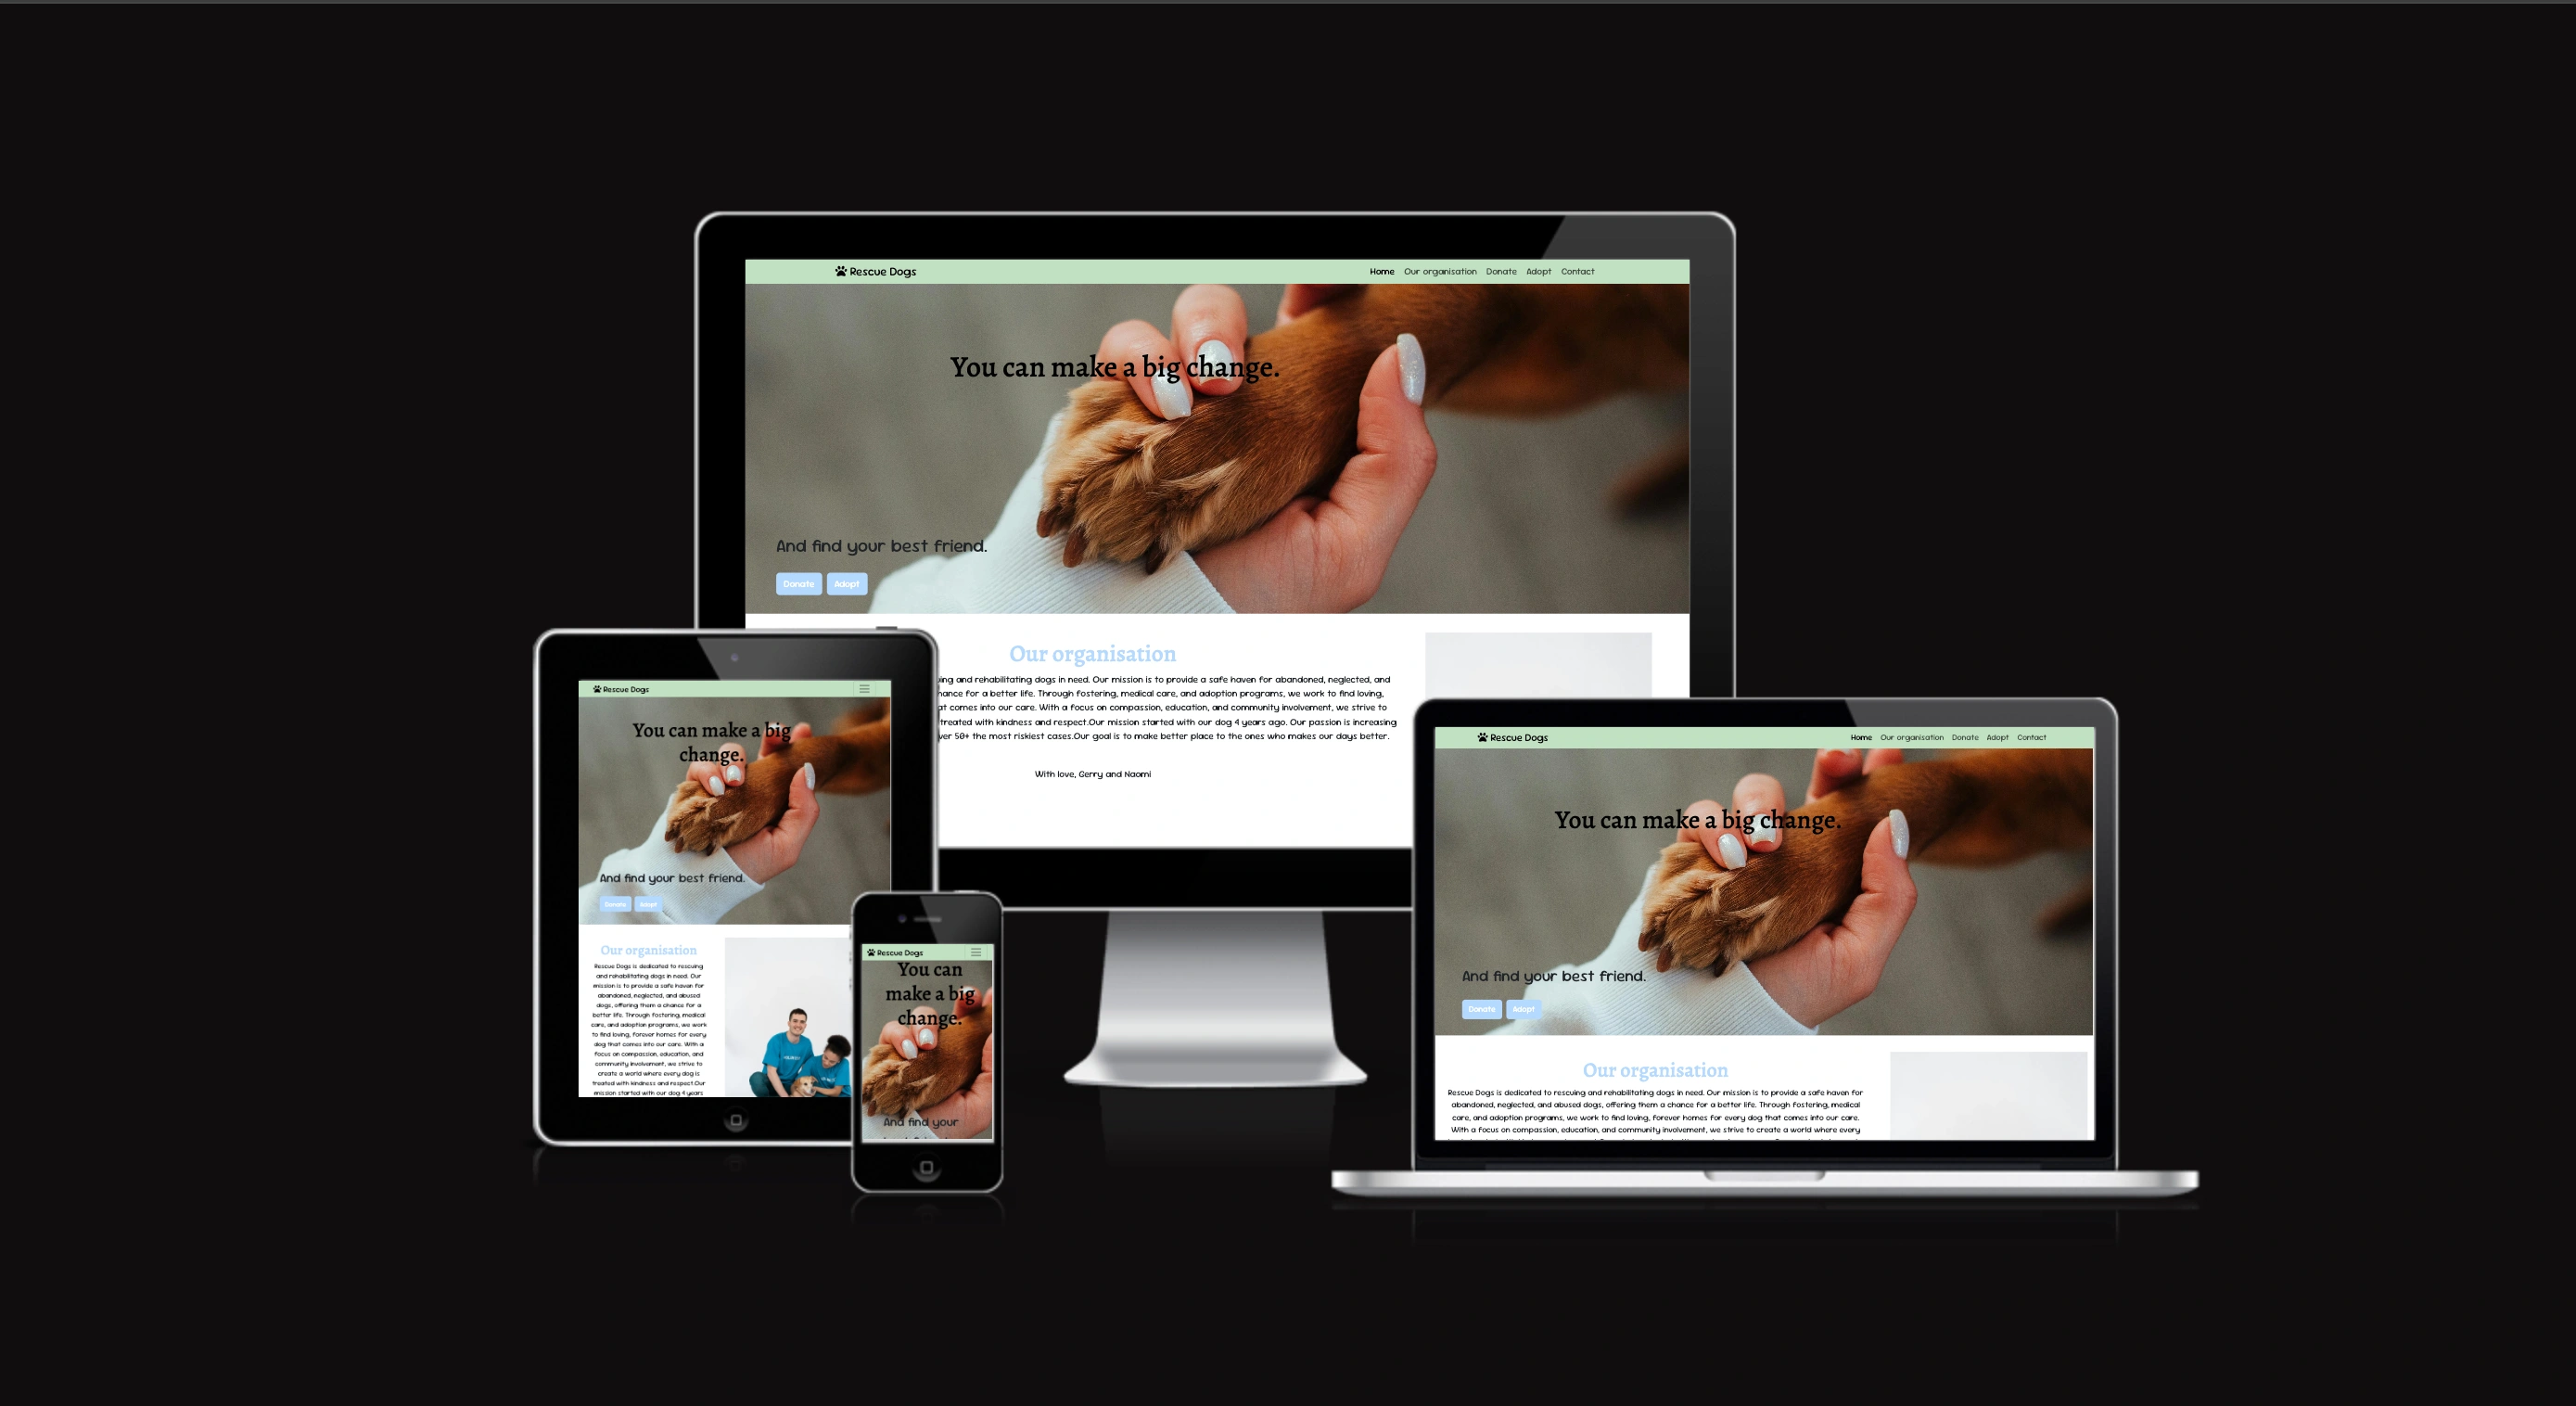 Rescue Dogs
Home Our organisation Donate Adopt Contact
You can make a big change.
And find your best friend.
Donate Adopt
Our organisation
ing and rehabilitating dogs in need. Our mission is to provide a safe haven for abandoned, neglected, and
hance for a better life. Through fostering, medical care, and adoption programs, we work to find loving,
at comes into our care. With a focus on compassion, education, and community involvement, we strive to
treated with kindness and respect.Our mission started with our dog 4 years ago. Our passion is increasing
ver 50+ the most riskiest cases.Our goal is to make better place to the ones who makes our days better.
With love, Gerry and Naomi
Rescue Dogs
You can make a big
change.
And find your best friend.
Donate Adopt
Our organisation
Rescue Dogs is dedicated to rescuing
and rehabilitating dogs in need. Our
mission is to provide a safe haven for
abandoned, neglected, and abused
dogs, offering them a chance for a
better life. Through fostering, medical
care, and adoption programs, we work
to find loving, forever homes for every
dog that comes into our care. With a
focus on compassion, education, and
community involvement, we strive to
create a world where every dog is
treated with kindness and respect.Our
mission started with our dog 4 years
Rescue Dogs
You can
make a big
change.
And find your
Rescue Dogs
Home Our organisation Donate Adopt Contact
You can make a big change.
And find your best friend.
Donate Adopt
Our organisation
Rescue Dogs is dedicated to rescuing and rehabilitating dogs in need. Our mission is to provide a safe haven for
abandoned, neglected, and abused dogs, offering them a chance for a better life. Through fostering, medical
care, and adoption programs, we work to find loving, forever homes for every dog that comes into our care.
With a focus on compassion, education, and community involvement, we strive to create a world where every